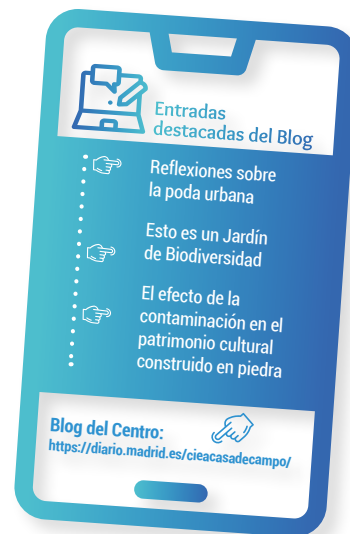 Entradas
destacadas del Blog
Reflexiones sobre
la poda urbana
Esto es un Jardín
de Biodiversidad
El efecto de la
contaminación en el
patrimonio cultural
construido en piedra
Blog del Centro:
https://diario.madrid.es/cieacasadecampo/